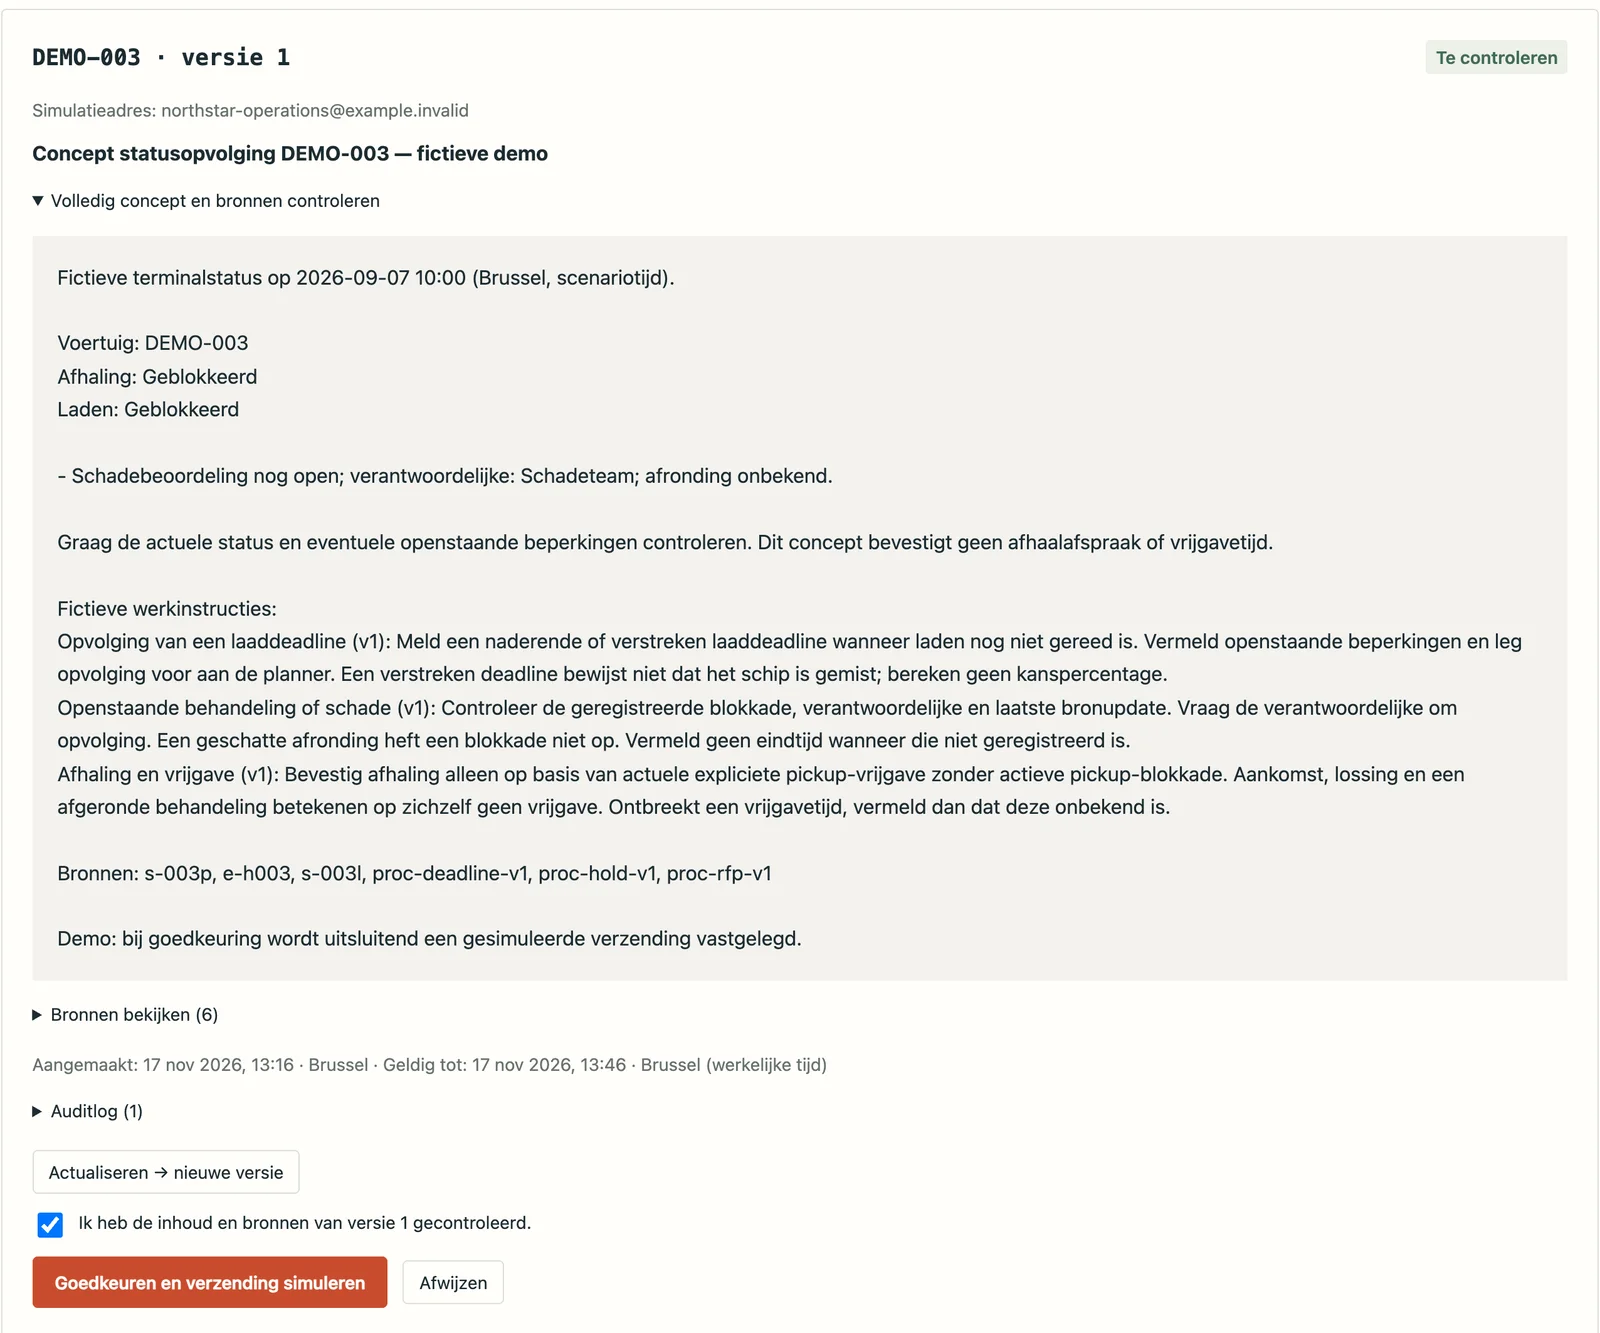 DEMO-003 · versie 1
Te controleren
Simulatieadres: northstar-operations@example.invalid
Concept statusopvolging DEMO-003 — fictieve demo
▼ Volledig concept en bronnen controleren
Fictieve terminalstatus op 2026-09-07 10:00 (Brussel, scenariotijd).
Voertuig: DEMO-003
Afhaling: Geblokkeerd
Laden: Geblokkeerd
- Schadebeoordeling nog open; verantwoordelijke: Schadeteam; afronding onbekend.
Graag de actuele status en eventuele openstaande beperkingen controleren. Dit concept bevestigt geen afhaalafspraak of vrijgavetijd.
Fictieve werkinstructies:
Opvolging van een laaddeadline (v1): Meld een naderende of verstreken laaddeadline wanneer laden nog niet gereed is. Vermeld openstaande beperkingen en leg
opvolging voor aan de planner. Een verstreken deadline bewijst niet dat het schip is gemist; bereken geen kanspercentage.
Openstaande behandeling of schade (v1): Controleer de geregistreerde blokkade, verantwoordelijke en laatste bronupdate. Vraag de verantwoordelijke om
opvolging. Een geschatte afronding heft een blokkade niet op. Vermeld geen eindtijd wanneer die niet geregistreerd is.
Afhaling en vrijgave (v1): Bevestig afhaling alleen op basis van actuele expliciete pickup-vrijgave zonder actieve pickup-blokkade. Aankomst, lossing en een
afgeronde behandeling betekenen op zichzelf geen vrijgave. Ontbreekt een vrijgavetijd, vermeld dan dat deze onbekend is.
Bronnen: s-003p, e-h003, s-003l, proc-deadline-v1, proc-hold-v1, proc-rfp-v1
Demo: bij goedkeuring wordt uitsluitend een gesimuleerde verzending vastgelegd.
▶ Bronnen bekijken (6)
Aangemaakt: 17 nov 2026, 13:16 · Brussel · Geldig tot: 17 nov 2026, 13:46 · Brussel (werkelijke tijd)
▶ Auditlog (1)
Actualiseren → nieuwe versie
Ik heb de inhoud en bronnen van versie 1 gecontroleerd.
Goedkeuren en verzending simuleren
Afwijzen